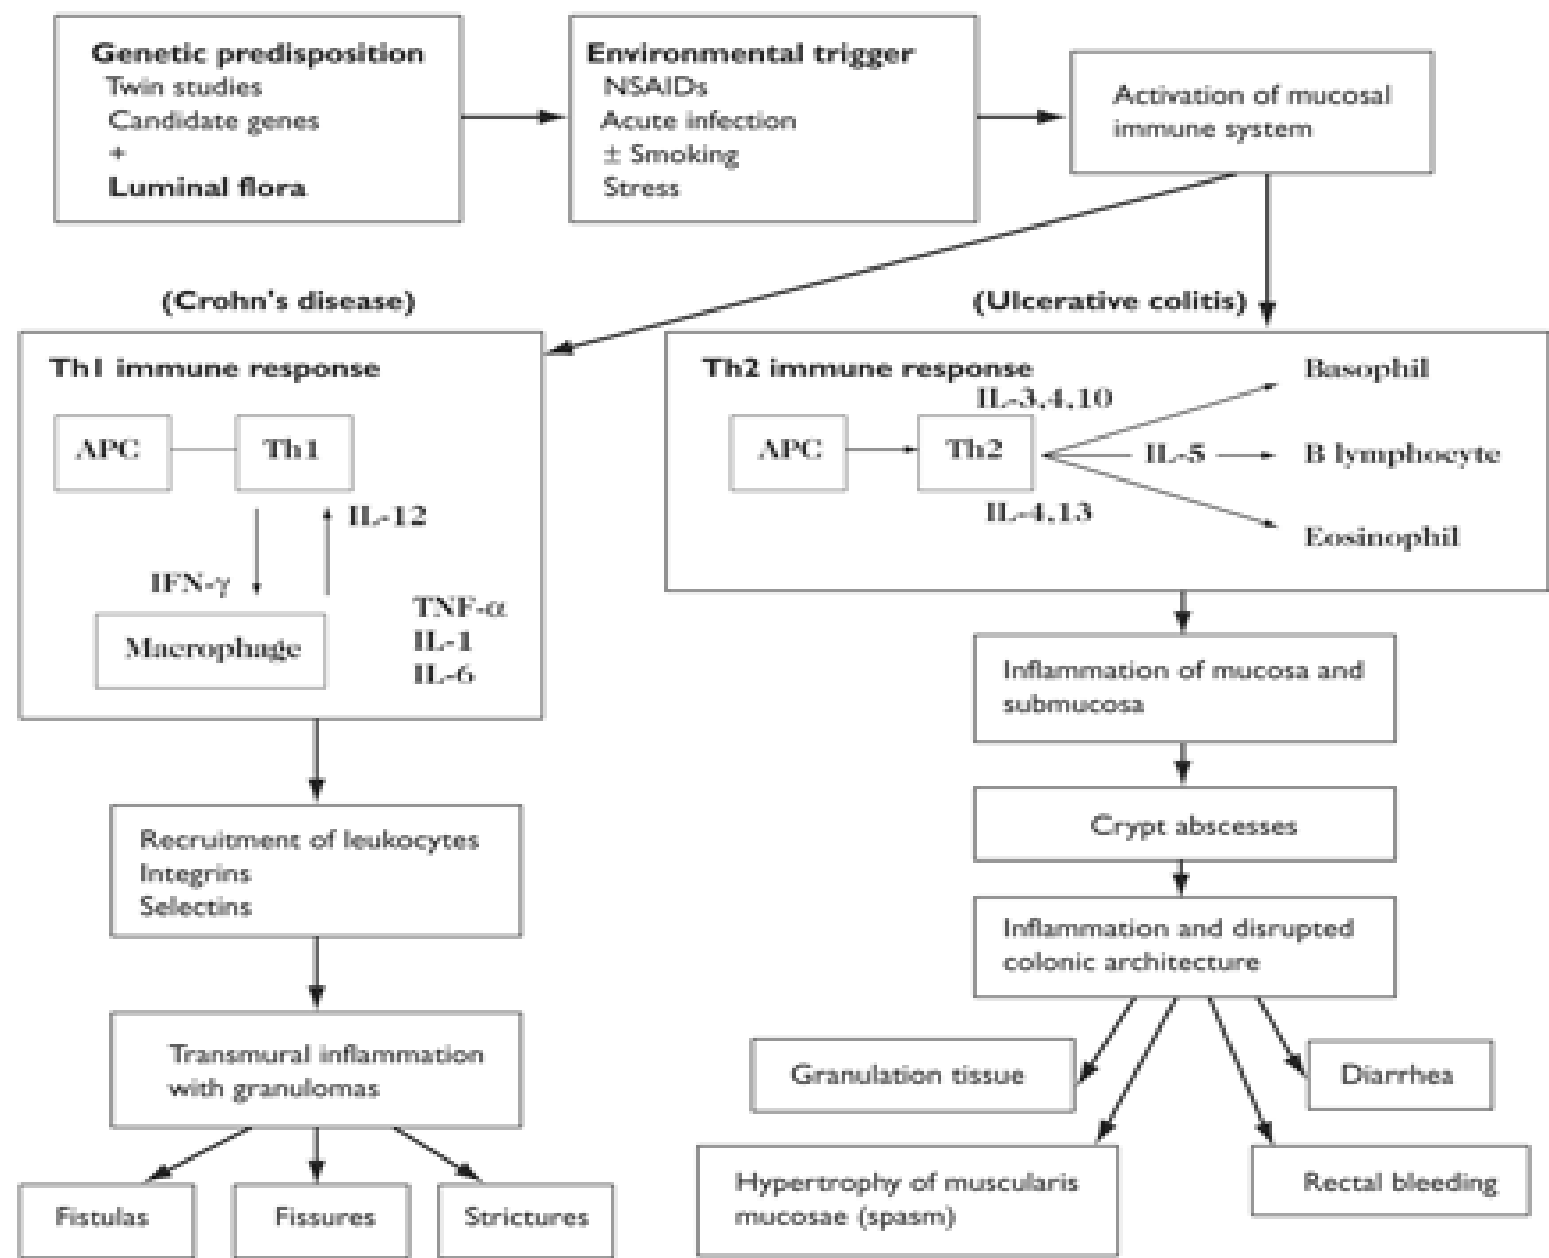 Genetic predisposition
Twin studies
Candidate genes
+
Luminal flora
Environmental trigger
NSAIDs
Acute infection
± Smoking
Stress
Activation of mucosal
immune system
(Crohn's disease)
Th1 immune response
APC
Th1
IL-12
IFN-γ
Macrophage
TNF-α
IL-1
IL-6
Recruitment of leukocytes
Integrins
Selectins
Transmural inflammation
with granulomas
Fistulas
Fissures
Strictures
(Ulcerative colitis)
Th2 immune response
IL-3,4,10
APC
Th2
IL-5
IL-4,13
Basophil
B lymphocyte
Eosinophil
Inflammation of mucosa and
submucosa
Crypt abscesses
Inflammation and disrupted
colonic architecture
Granulation tissue
Diarrhea
Hypertrophy of muscularis
mucosae (spasm)
Rectal bleeding